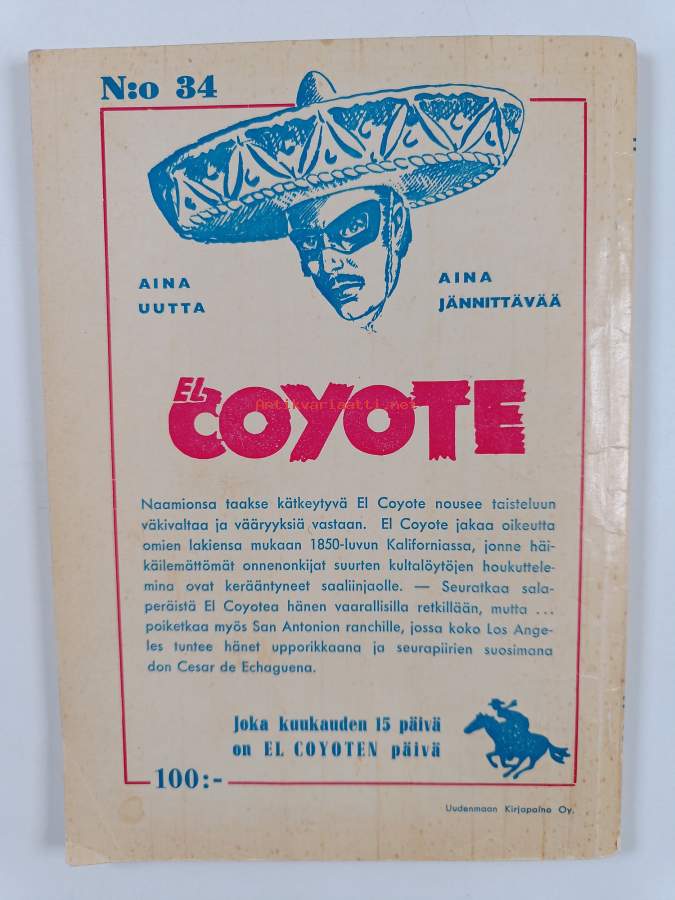 N:o 34
AINA
UUTTA
AINA
JÄNNITTÄVÄÄ
EL
COYOTE
Antikvariaatti.net
Naamionsa taakse kätkeytyvä El Coyote nousee taisteluun
väkivaltaa ja vääryyksiä vastaan. El Coyote jakaa oikeutta
omien lakiensa mukaan 1850-luvun Kaliforniassa, jonne häi-
käilemättömät onnenonkijat suurten kultalöytöjen houkuttele-
mina ovat kerääntyneet saaliinjaolle. — Seuratkaa sala-
peräistä El Coyotea hänen vaarallisilla retkillään, mutta ...
poiketkaa myös San Antonion ranchille, jossa koko Los Ange-
les tuntee hänet upporikkaana ja seurapiirien suosimana
don Cesar de Echaguena.
Joka kuukauden 15 päivä
on EL COYOTEN päivä
100:-
Uudenmaan Kirjapaino Oy.